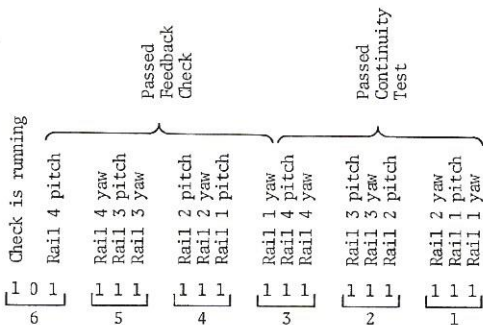 Passed
Feedback
Check
Passed
Continuity
Test
Check is running
Rail 4 pitch
Rail 4 yaw
Rail 3 pitch
Rail 3 yaw
Rail 2 pitch
Rail 2 yaw
Rail 1 pitch
Rail 1 yaw
Rail 4 pitch
Rail 4 yaw
Rail 3 pitch
Rail 3 yaw
Rail 2 pitch
Rail 2 yaw
Rail 1 pitch
Rail 1 yaw
1 0 1 1 1 1 1 1 1 1 1 1 1 1 1 1 1 1
6 5 4 3 2 1